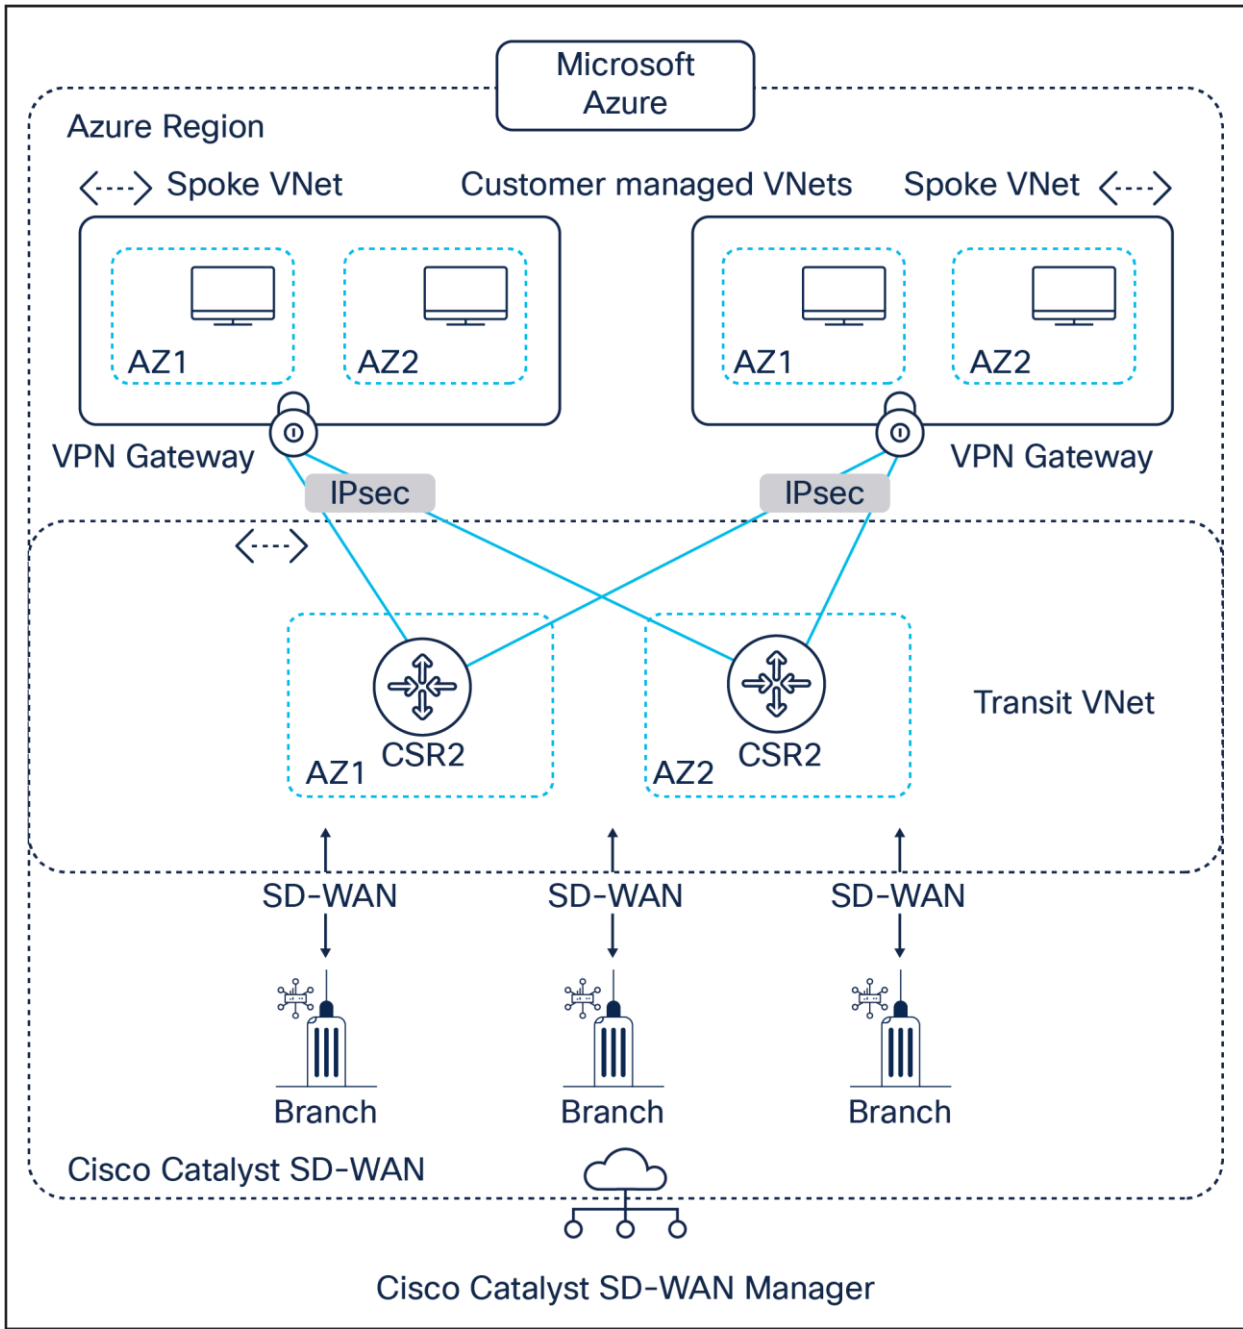 Microsoft
Azure
Azure Region
Spoke VNet
Customer managed VNets
Spoke VNet
AZ1
AZ2
AZ1
AZ2
VPN Gateway
IPsec
IPsec
VPN Gateway
Transit VNet
CSR2
AZ1
CSR2
AZ2
SD-WAN
SD-WAN
SD-WAN
Branch
Branch
Branch
Cisco Catalyst SD-WAN
Cisco Catalyst SD-WAN Manager